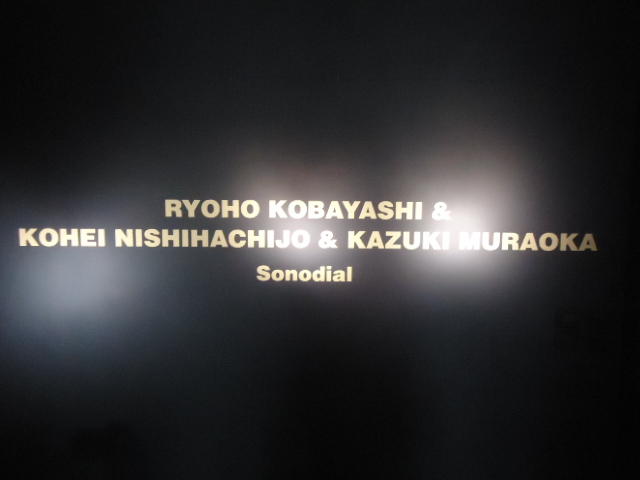 RYOHO KOBAYASHI &
KOHEI NISHIHACHIJO & KAZUKI MURAOKA
Sonodial